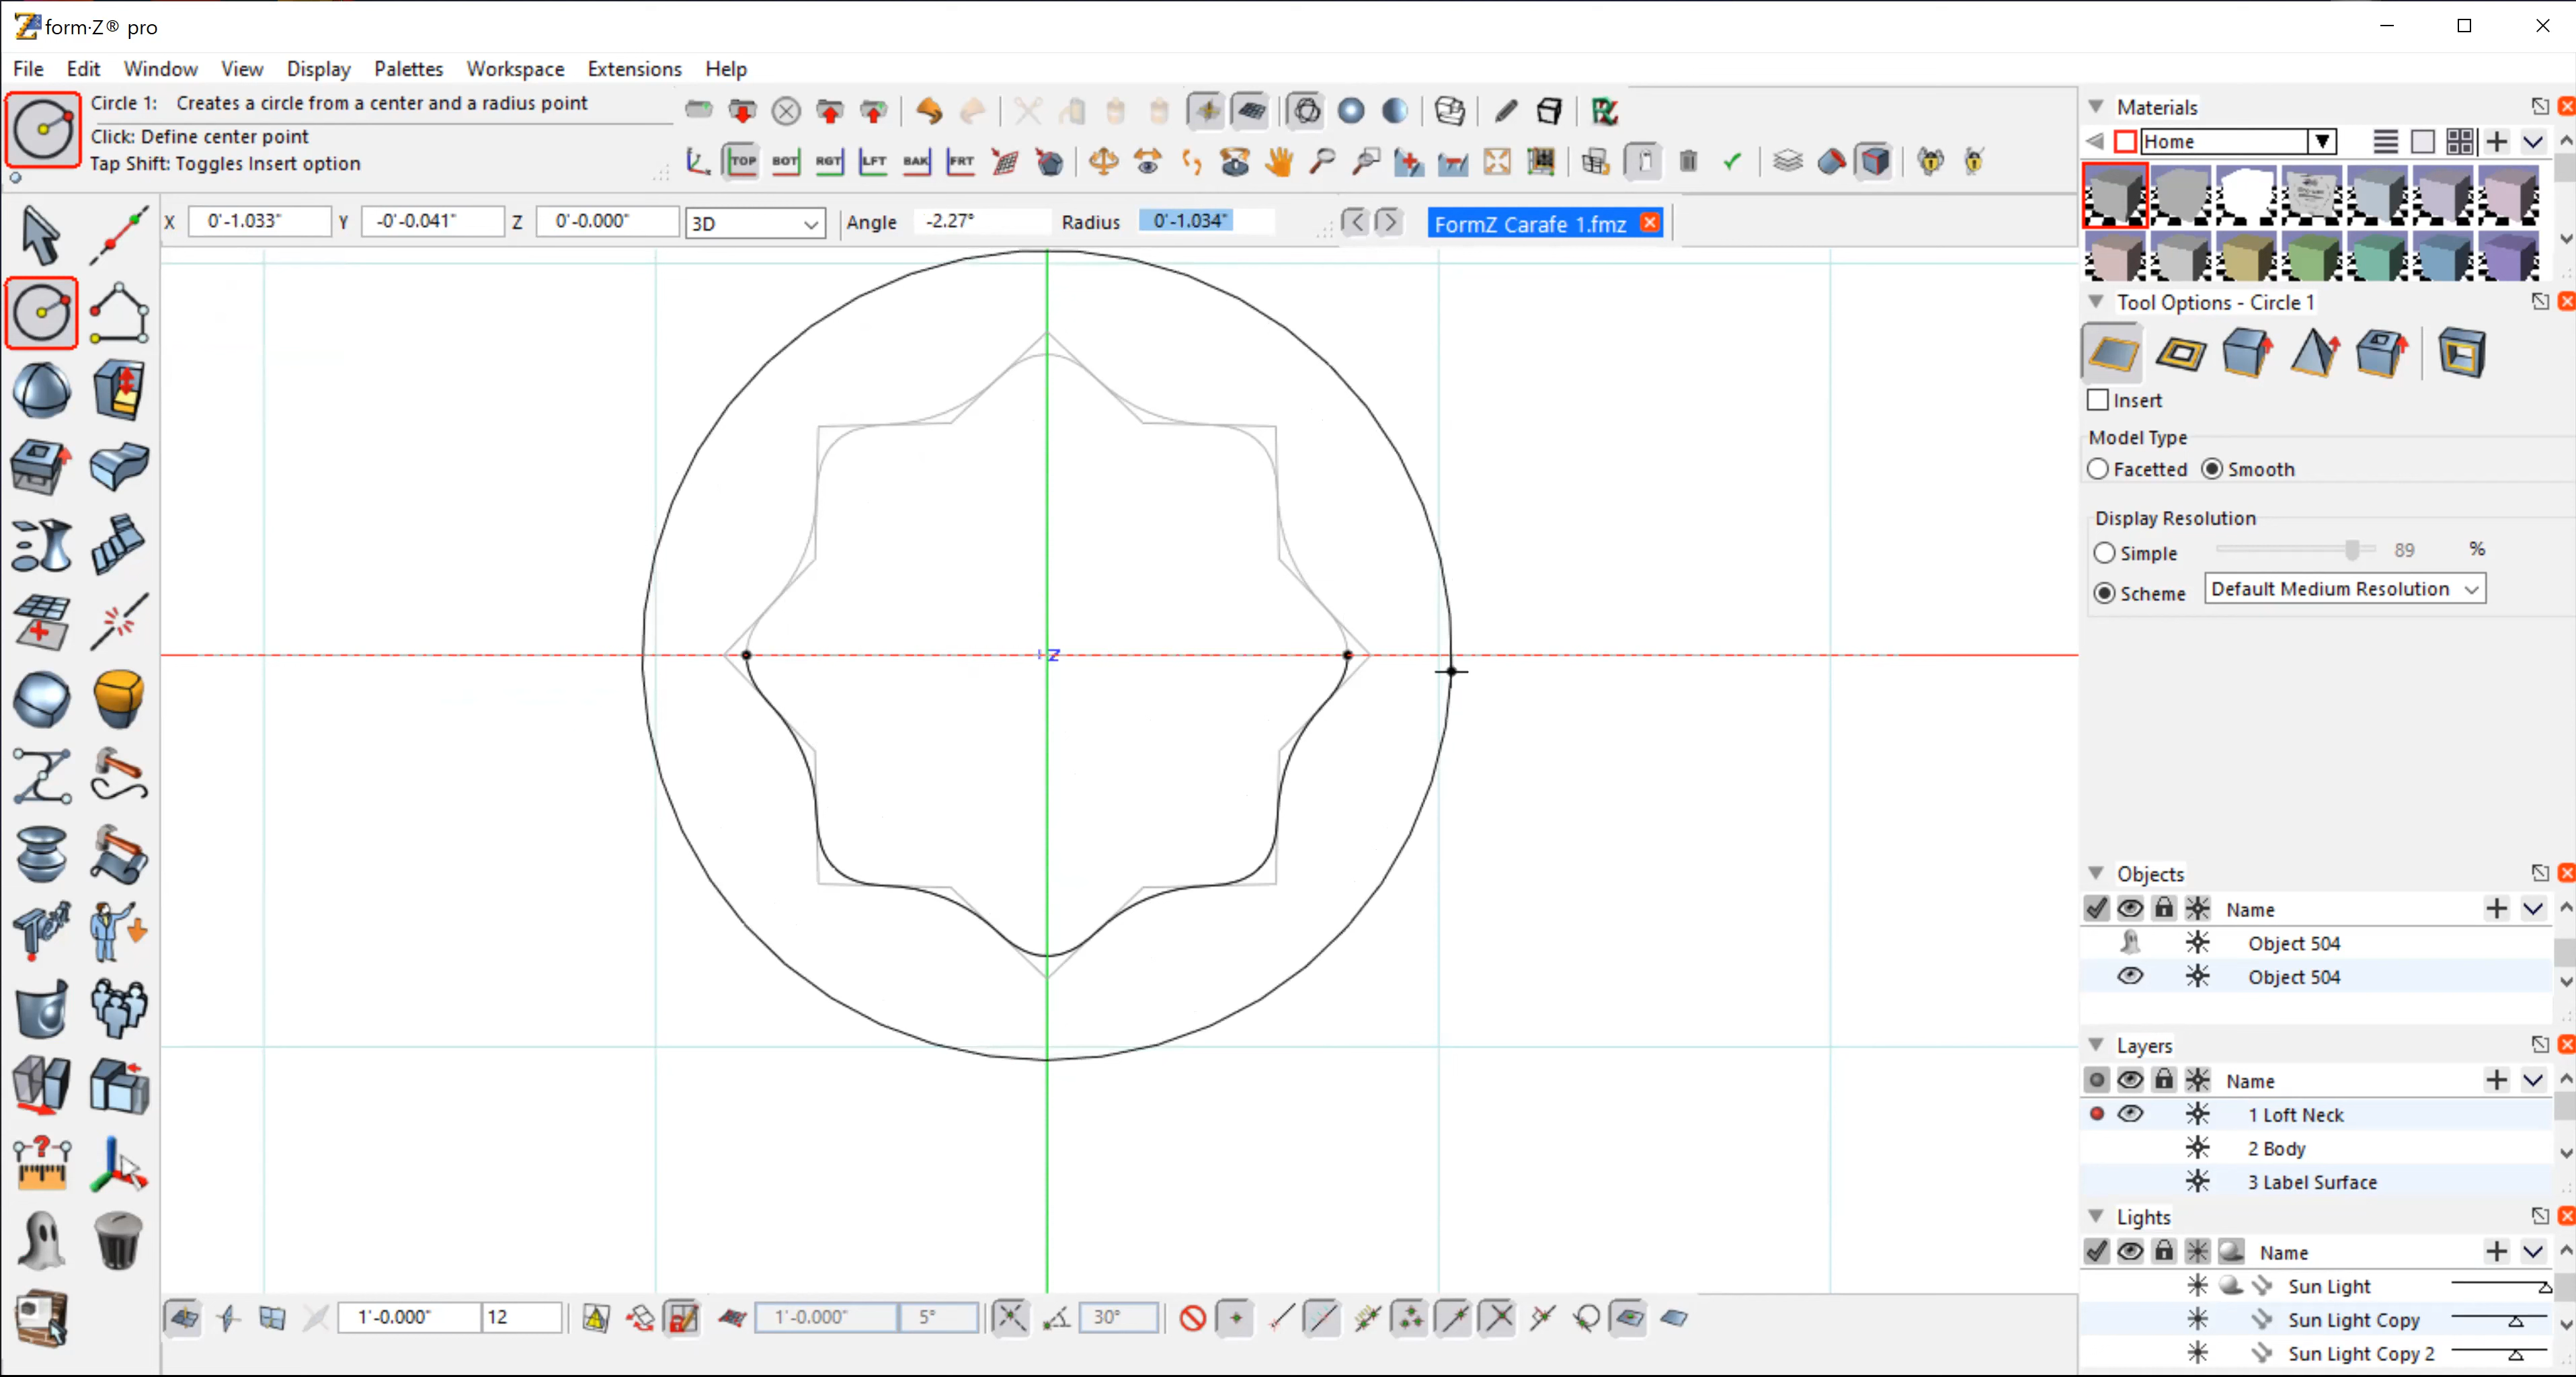 form·Z® pro
File Edit Window View Display Palettes Workspace Extensions Help
Circle 1: Creates a circle from a center and a radius point
Click: Define center point
Tap Shift: Toggles Insert option
TOP BOT RGT LFT BAK FRT
X 0'-1.033" Y -0'-0.041" Z 0'-0.000" 3D Angle -2.27° Radius 0'-1.034" FormZ Carafe 1.fmz
Z
Materials
Home
Tool Options - Circle 1
Insert
Model Type
Facetted Smooth
Display Resolution
Simple 89 %
Scheme Default Medium Resolution
Objects
Name
Object 504
Object 504
Layers
Name
1 Loft Neck
2 Body
3 Label Surface
Lights
Name
Sun Light
Sun Light Copy
Sun Light Copy 2
1'-0.000" 12 1'-0.000" 5° 30°